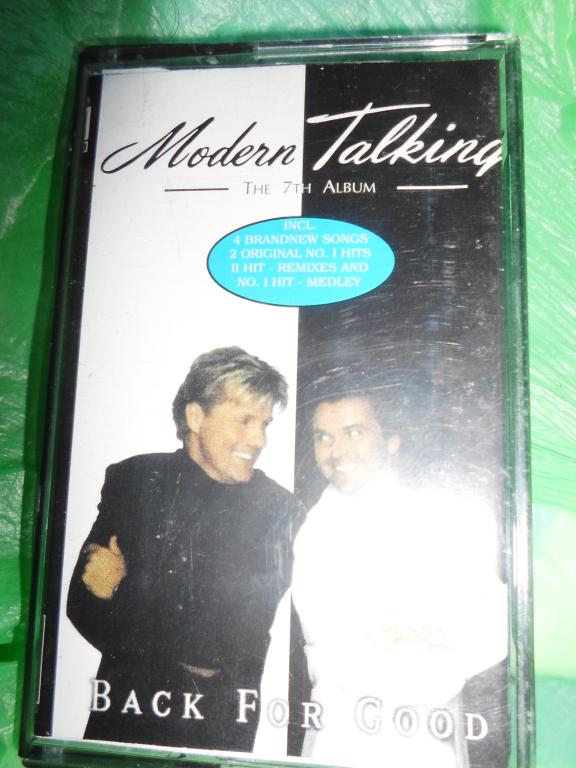 Modern Talking
THE 7TH ALBUM
INCL.
4 BRANDNEW SONGS
2 ORIGINAL NO. 1 HITS
11 HIT - REMIXES AND
NO. 1 HIT - MEDLEY
BACK FOR GOOD